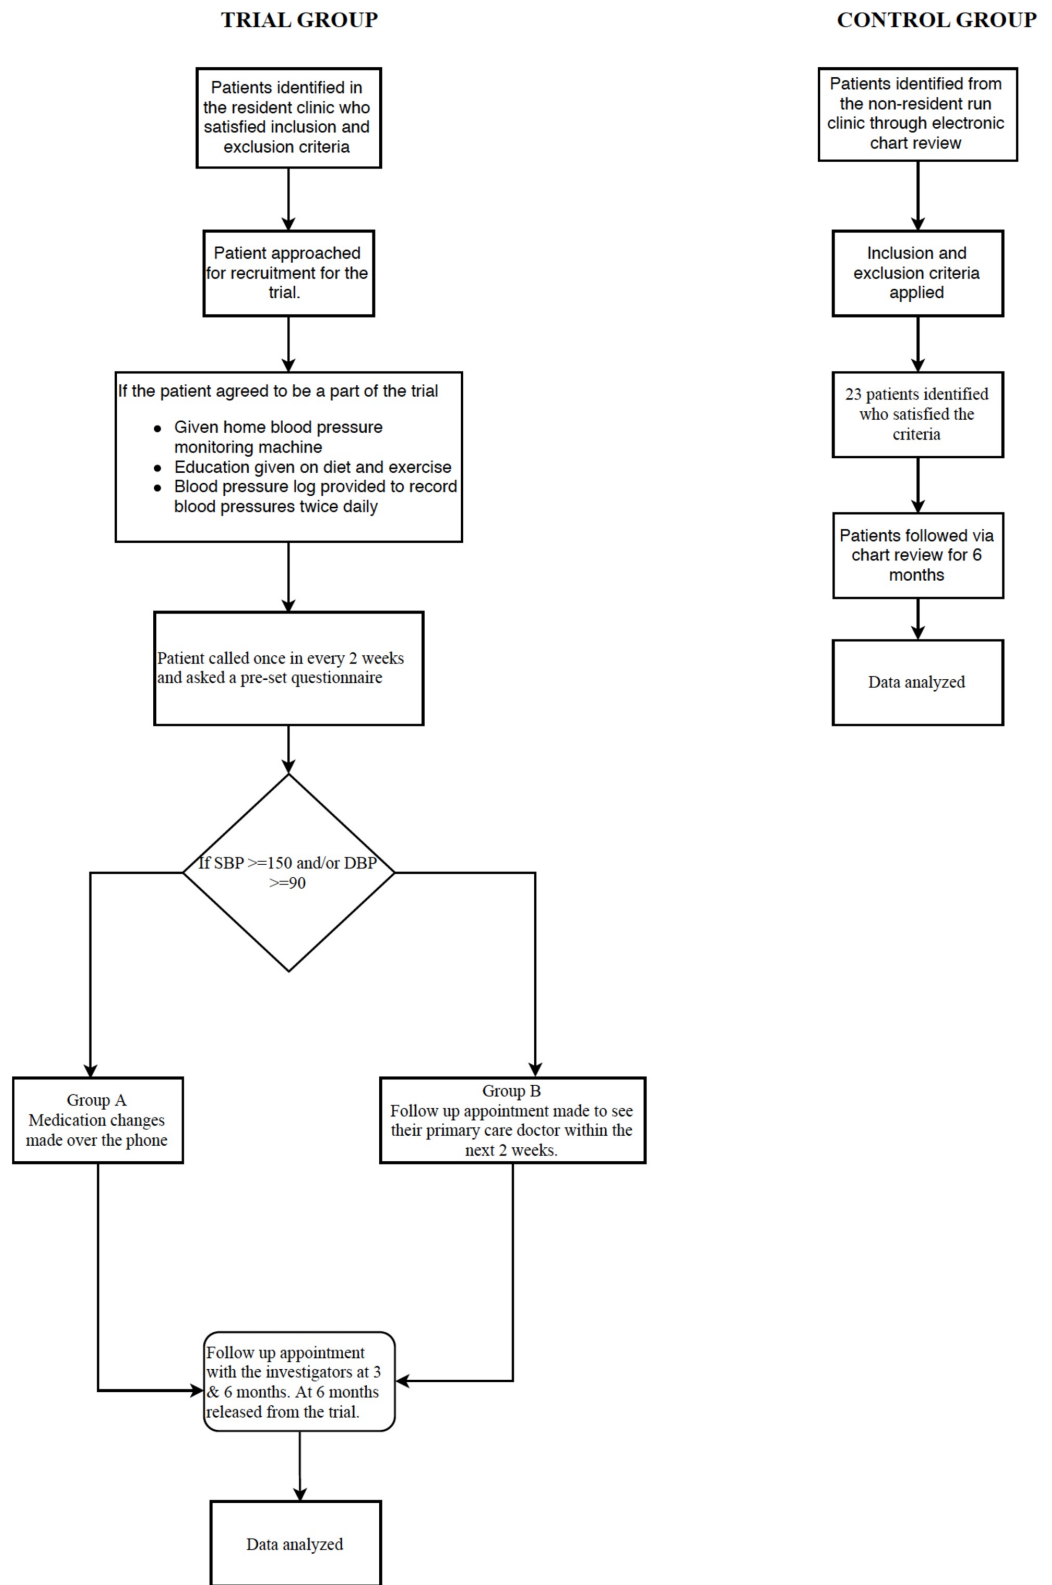 TRIAL GROUP
Patients identified in
the resident clinic who
satisfied inclusion and
exclusion criteria
Patient approached
for recruitment for the
trial.
If the patient agreed to be a part of the trial
● Given home blood pressure
monitoring machine
● Education given on diet and exercise
● Blood pressure log provided to record
blood pressures twice daily
Patient called once in every 2 weeks
and asked a pre-set questionnaire
If SBP >=150 and/or DBP
>=90
Group A
Medication changes
made over the phone
Group B
Follow up appointment made to see
their primary care doctor within the
next 2 weeks.
Follow up appointment
with the investigators at 3
& 6 months. At 6 months
released from the trial.
Data analyzed
CONTROL GROUP
Patients identified from
the non-resident run
clinic through electronic
chart review
Inclusion and
exclusion criteria
applied
23 patients identified
who satisfied the
criteria
Patients followed via
chart review for 6
months
Data analyzed